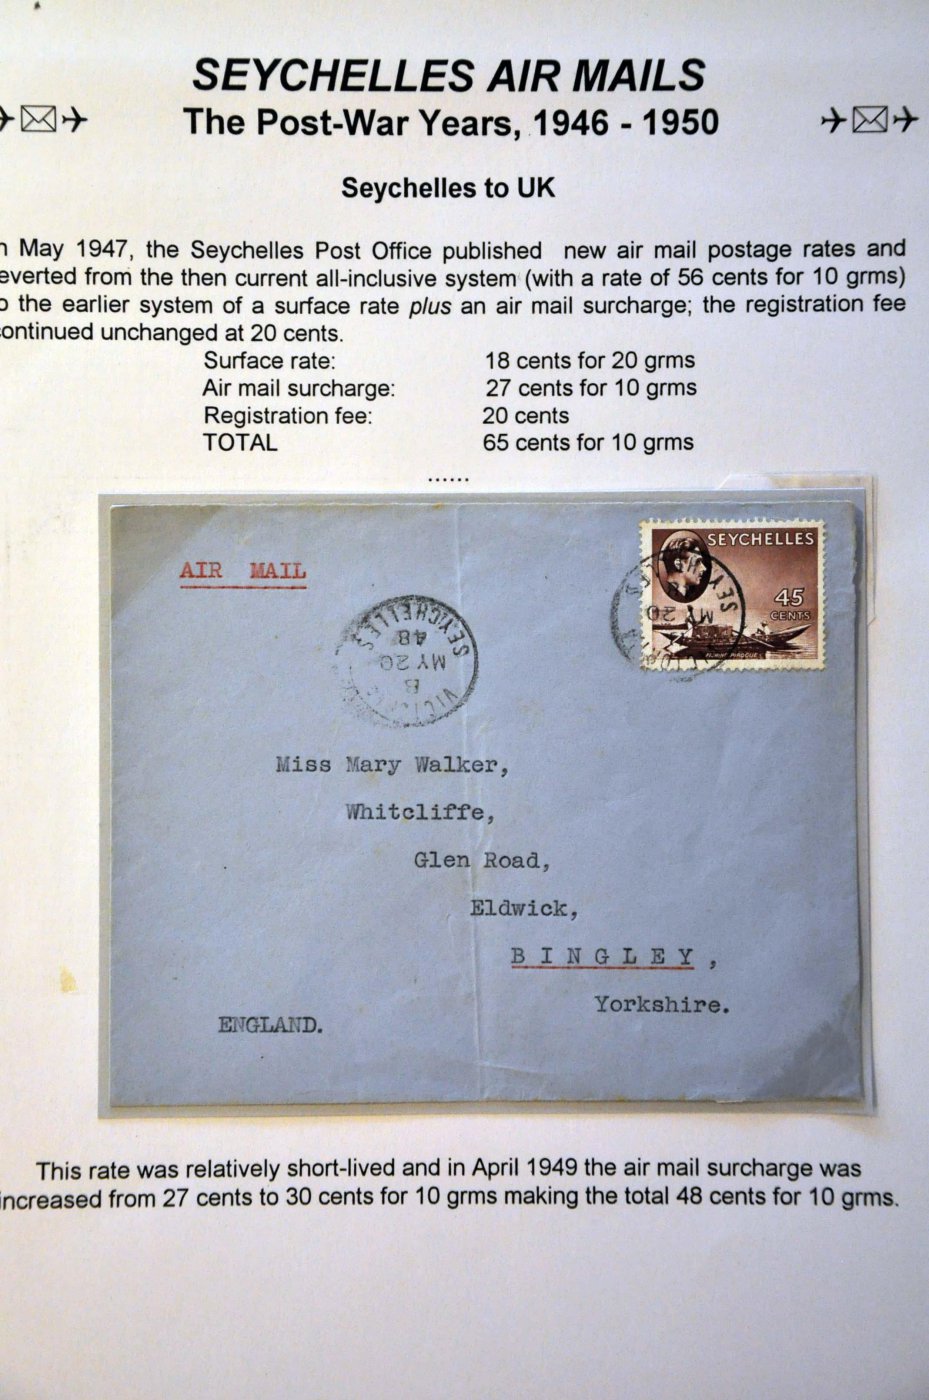 SEYCHELLES AIR MAILS
The Post-War Years, 1946 - 1950
Seychelles to UK
n May 1947, the Seychelles Post Office published new air mail postage rates and
everted from the then current all-inclusive system (with a rate of 56 cents for 10 grms)
o the earlier system of a surface rate plus an air mail surcharge; the registration fee
ontinued unchanged at 20 cents.
Surface rate: 18 cents for 20 grms
Air mail surcharge: 27 cents for 10 grms
Registration fee: 20 cents
TOTAL 65 cents for 10 grms
......
SEYCHELLES
45
CENTS
FISHING PIROGUE
AIR MAIL
VICTORIA
B
MY 20
48
SEYCHELLES
MY 20
SEYCHELLES
Miss Mary Walker,
Whitcliffe,
Glen Road,
Eldwick,
BINGLEY,
Yorkshire.
ENGLAND.
This rate was relatively short-lived and in April 1949 the air mail surcharge was
increased from 27 cents to 30 cents for 10 grms making the total 48 cents for 10 grms.